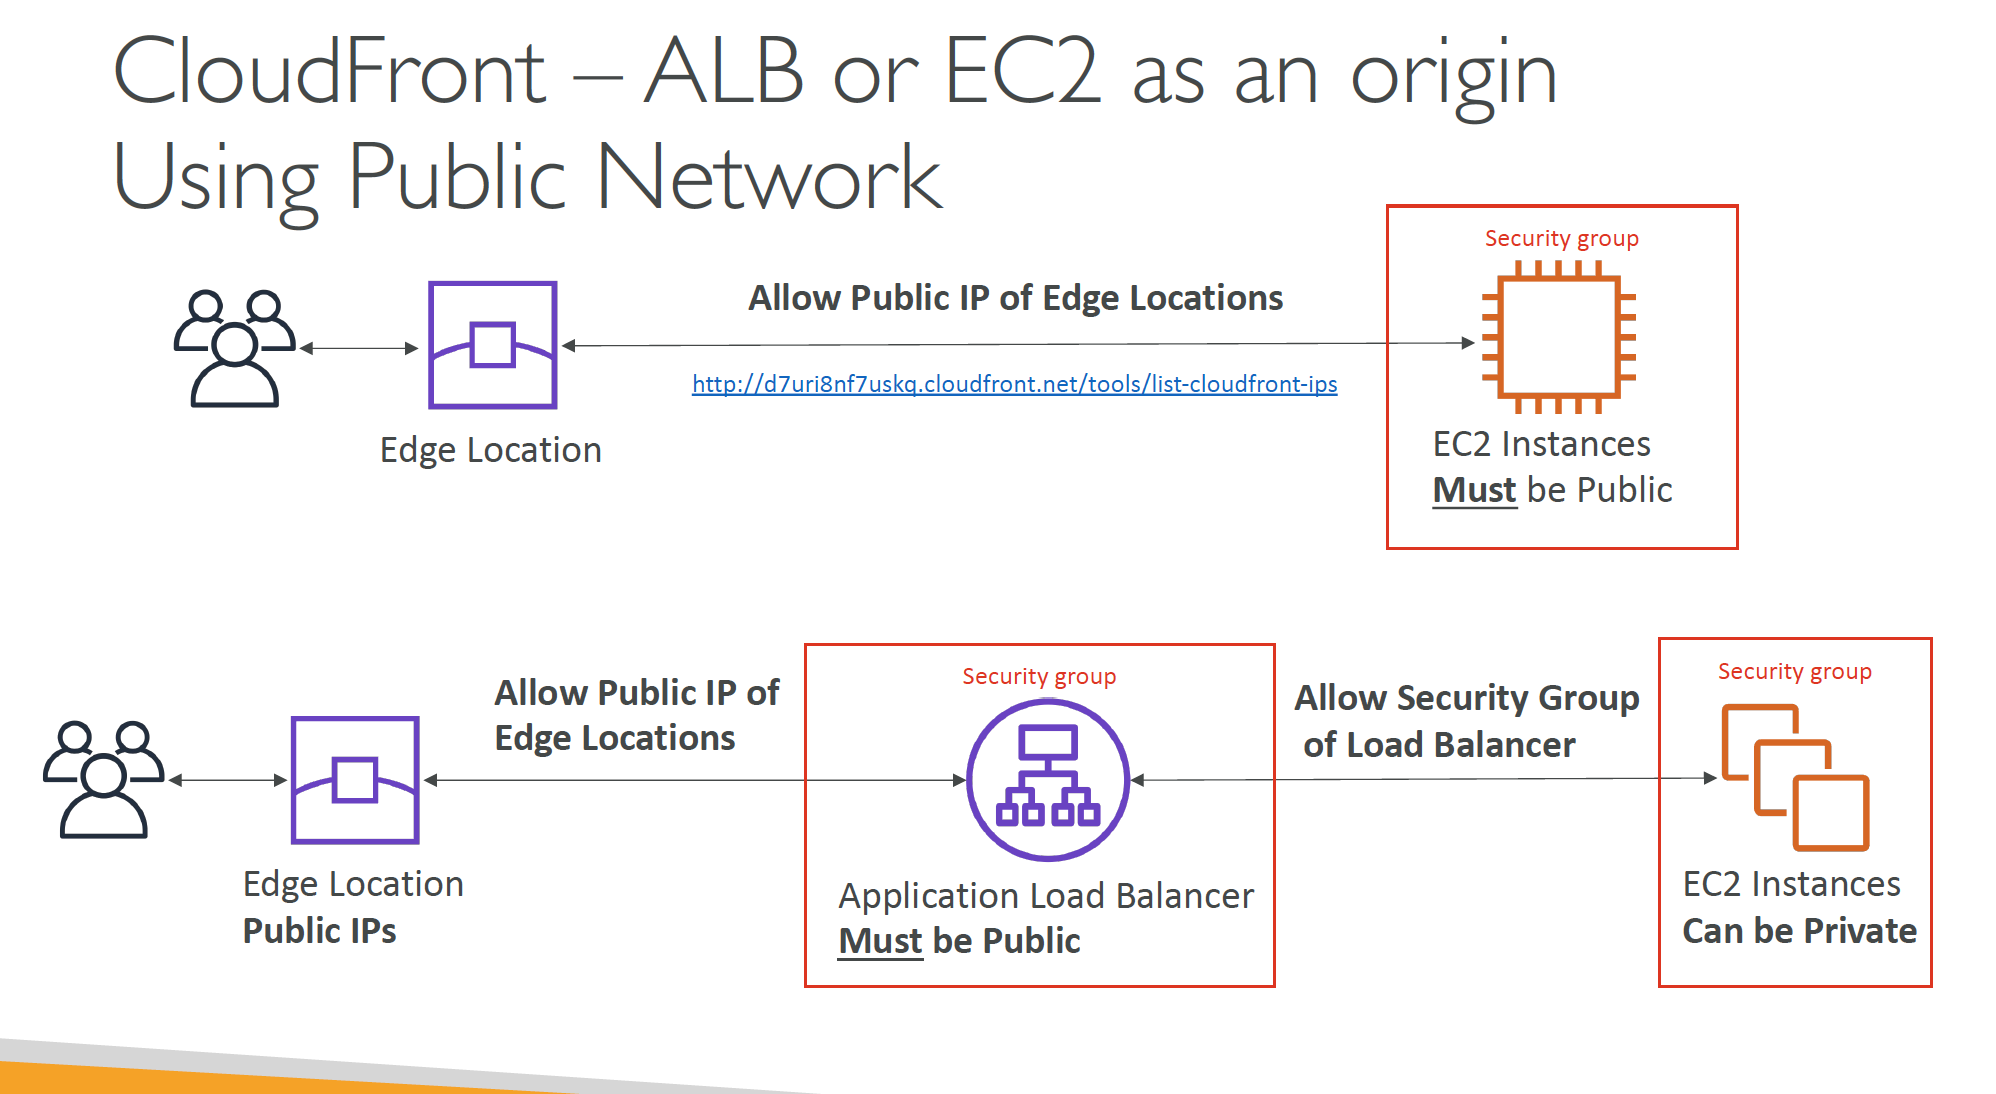 CloudFront – ALB or EC2 as an origin
Using Public Network
Security group
Allow Public IP of Edge Locations
http://d7uri8nf7uskq.cloudfront.net/tools/list-cloudfront-ips
Edge Location
EC2 Instances
Must be Public
Security group
Security group
Allow Public IP of
Edge Locations
Allow Security Group
of Load Balancer
Edge Location
Public IPs
Application Load Balancer
Must be Public
EC2 Instances
Can be Private